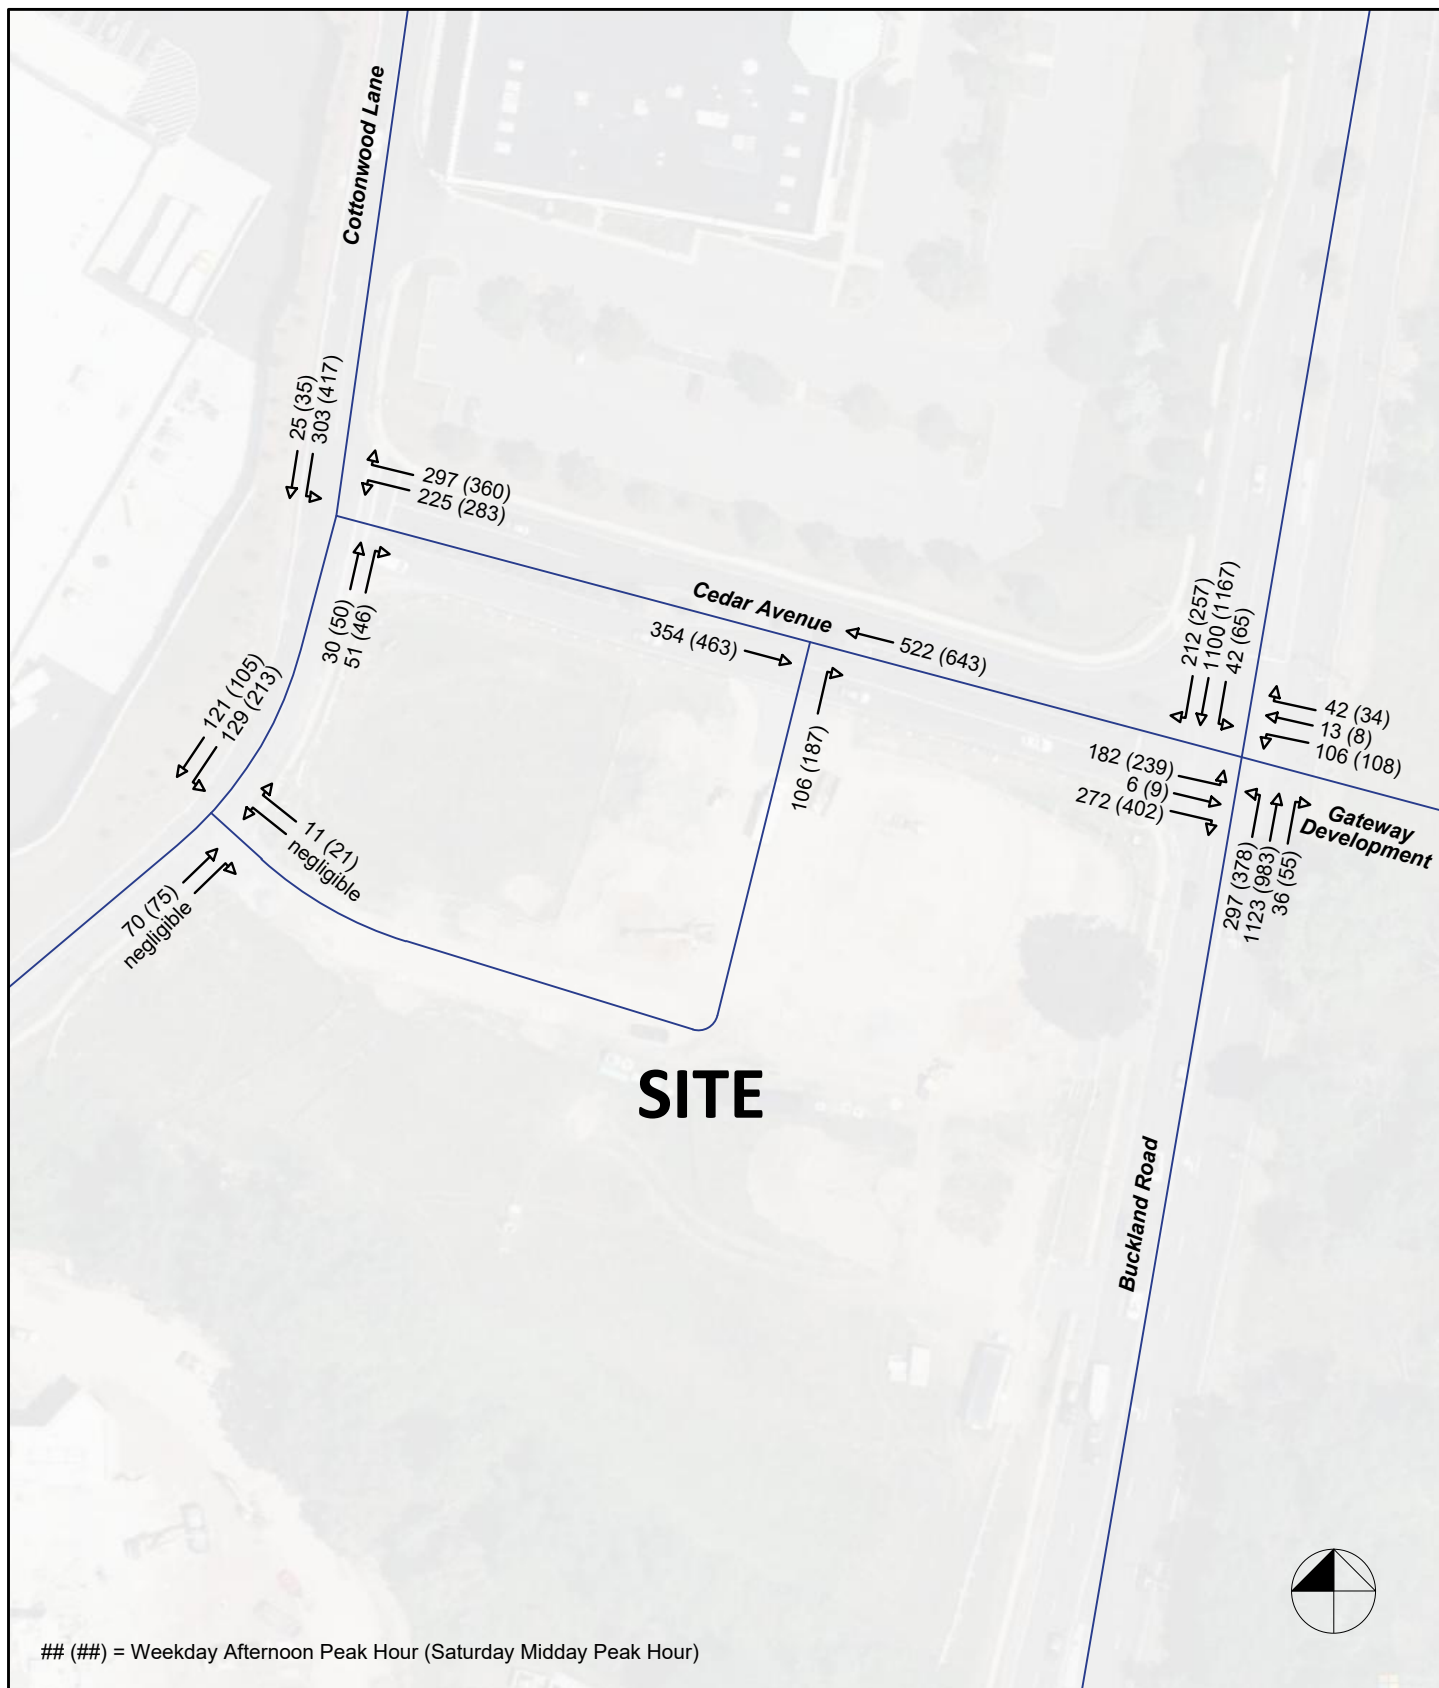 Cottonwood Lane
25 (35)
303 (417)
297 (360)
225 (283)
30 (50)
51 (46)
Cedar Avenue
354 (463)
522 (643)
106 (187)
212 (257)
1100 (1167)
42 (65)
42 (34)
13 (8)
106 (108)
182 (239)
6 (9)
272 (402)
297 (378)
1123 (983)
36 (55)
Gateway
Development
121 (105)
129 (213)
11 (21)
negligible
70 (75)
negligible
SITE
Buckland Road
## (##) = Weekday Afternoon Peak Hour (Saturday Midday Peak Hour)